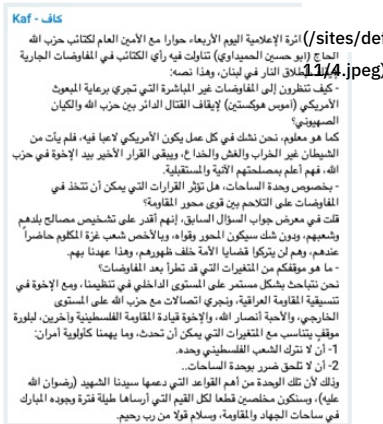 Kaf - كاف
اثرة الإعلامية اليوم الأربعاء حوارا مع الأمين العام لكتائب حزب الله
(/sites/def
الحاج (ابو حسين الحميداوي) تناولت فيه رأي الكتائب في المفاوضات الجارية
طلاق النار في لبنان، وهذا نصه:
11/4.jpeg)
- كيف تنظرون إلى المفاوضات غير المباشرة التي تجري برعاية المبعوث
الأمريكي (اموس هوكستين) لإيقاف القتال الدائر بين حزب الله والكيان
الصهيوني؟
كما هو معلوم، نحن نشك في كل عمل يكون الأمريكي لاعبا فيه، فلم يأت من
الشيطان غير الخراب والغش والخداع، ويبقى القرار الأخير بيد الإخوة في حزب
الله، فهم أعلم بمصلحتهم الآنية والمستقبلية.
- بخصوص وحدة الساحات، هل تؤثر القرارات التي يمكن أن تتخذ في
المفاوضات على التلاحم بين قوى محور المقاومة؟
قلت في معرض جواب السؤال السابق، إنهم أقدر على تشخيص مصالح بلدهم
وشعبهم، ودون شك سيكون المحور وقواه، وبالأخص شعب غزة المكلوم حاضراً
عندهم، وهم لن يتركوا قضايا الأمة خلف ظهورهم، وهذا عهدنا بهم.
- ما هو موقفكم من المتغيرات التي قد تطرأ بعد المفاوضات؟
نحن نتباحث بشكل مستمر على المستوى الداخلي في تنظيمنا، ومع الإخوة في
تنسيقية المقاومة العراقية، ونجري اتصالات مع حزب الله على المستوى
الخارجي، والأحبة أنصار الله، والإخوة قيادة المقاومة الفلسطينية وآخرين، لبلورة
موقف يتناسب مع المتغيرات التي يمكن أن تحدث، وما يهمنا كأولوية أمران:
1- أن لا نترك الشعب الفلسطيني وحده.
2- أن لا تلحق ضرر بوحدة الساحات..
وذلك لأن تلك الوحدة من أهم القواعد التي دعمها سيدنا الشهيد (رضوان الله
عليه)، وسنكون مخلصين قطعا لكل القيم التي أرساها طيلة فترة وجوده المبارك
في ساحات الجهاد والمقاومة، وسلام قولا من رب رحيم.